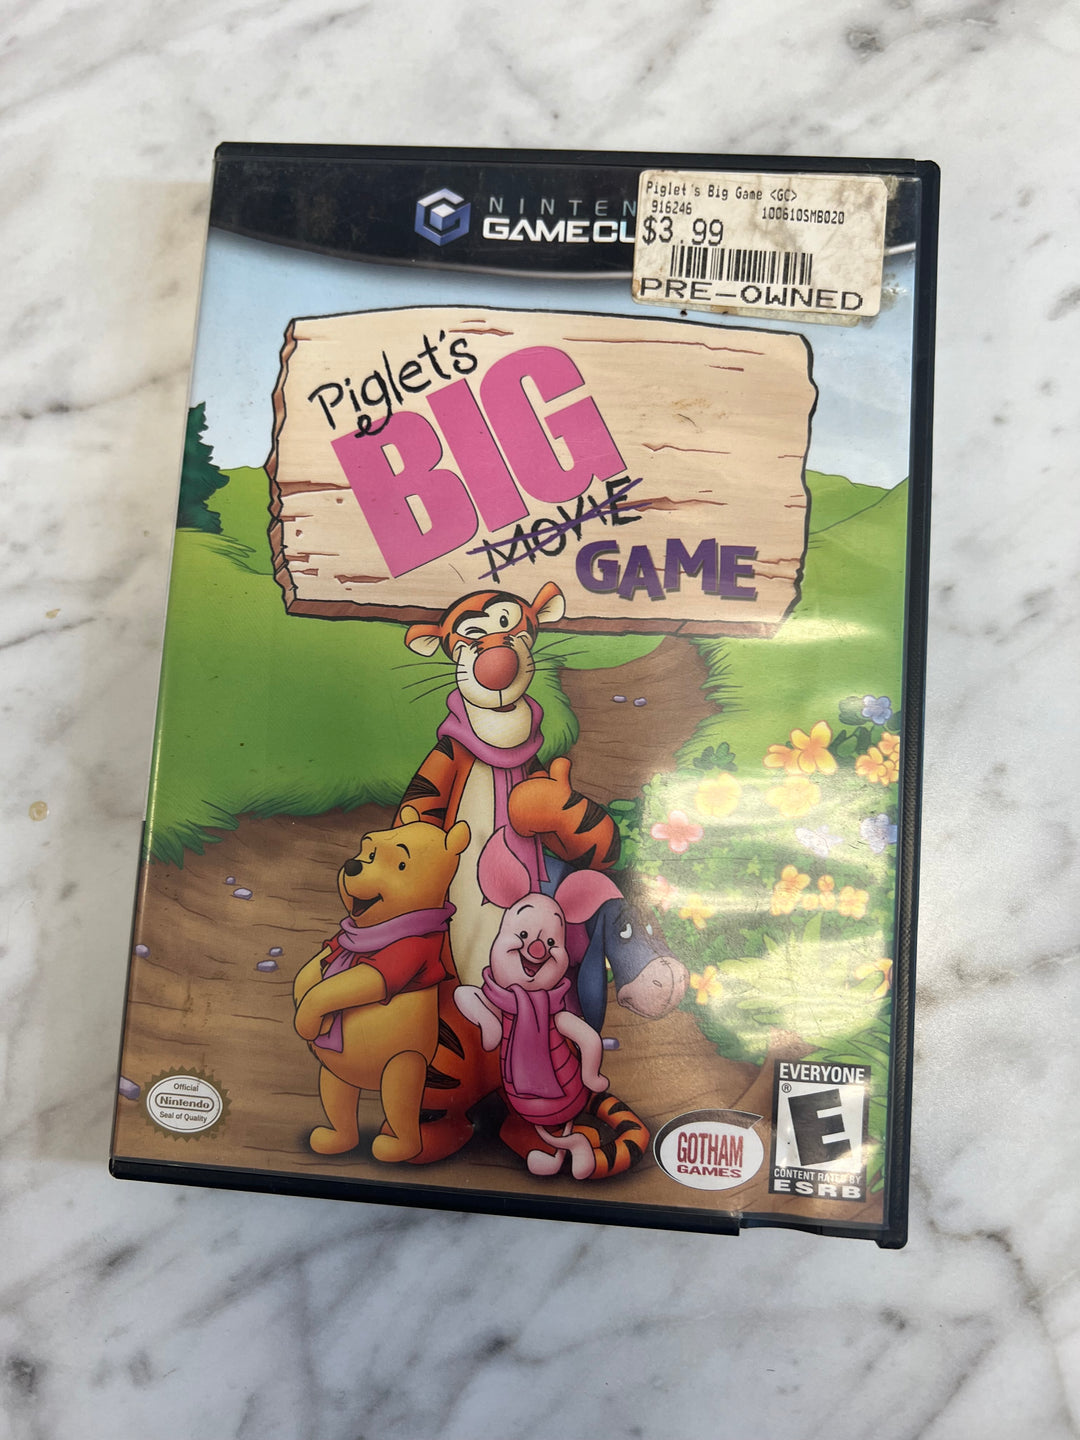 NINTEN
GAMECU
Piglet's Big Game <GC>
916246 100610SMB020
$3.99
PRE-OWNED
Piglet's
BIG
MOVIE
GAME
Official
Nintendo
Seal of Quality
GOTHAM
GAMES
EVERYONE
®
E
CONTENT RATED BY
ESRB